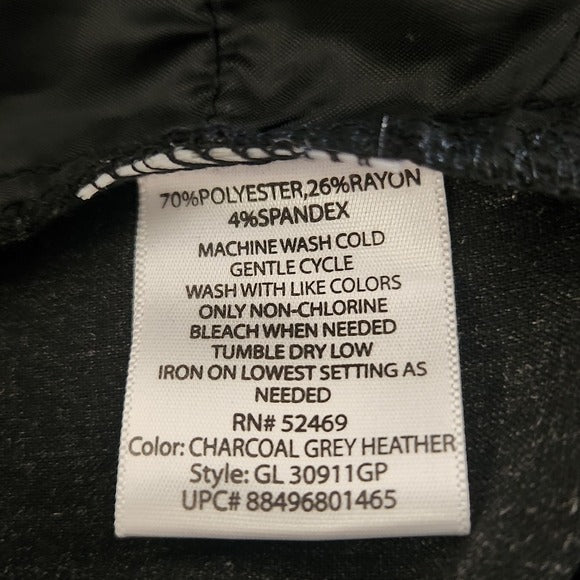 70%POLYESTER,26%RAYON
4%SPANDEX
MACHINE WASH COLD
GENTLE CYCLE
WASH WITH LIKE COLORS
ONLY NON-CHLORINE
BLEACH WHEN NEEDED
TUMBLE DRY LOW
IRON ON LOWEST SETTING AS
NEEDED
RN# 52469
Color: CHARCOAL GREY HEATHER
Style: GL 30911GP
UPC# 88496801465